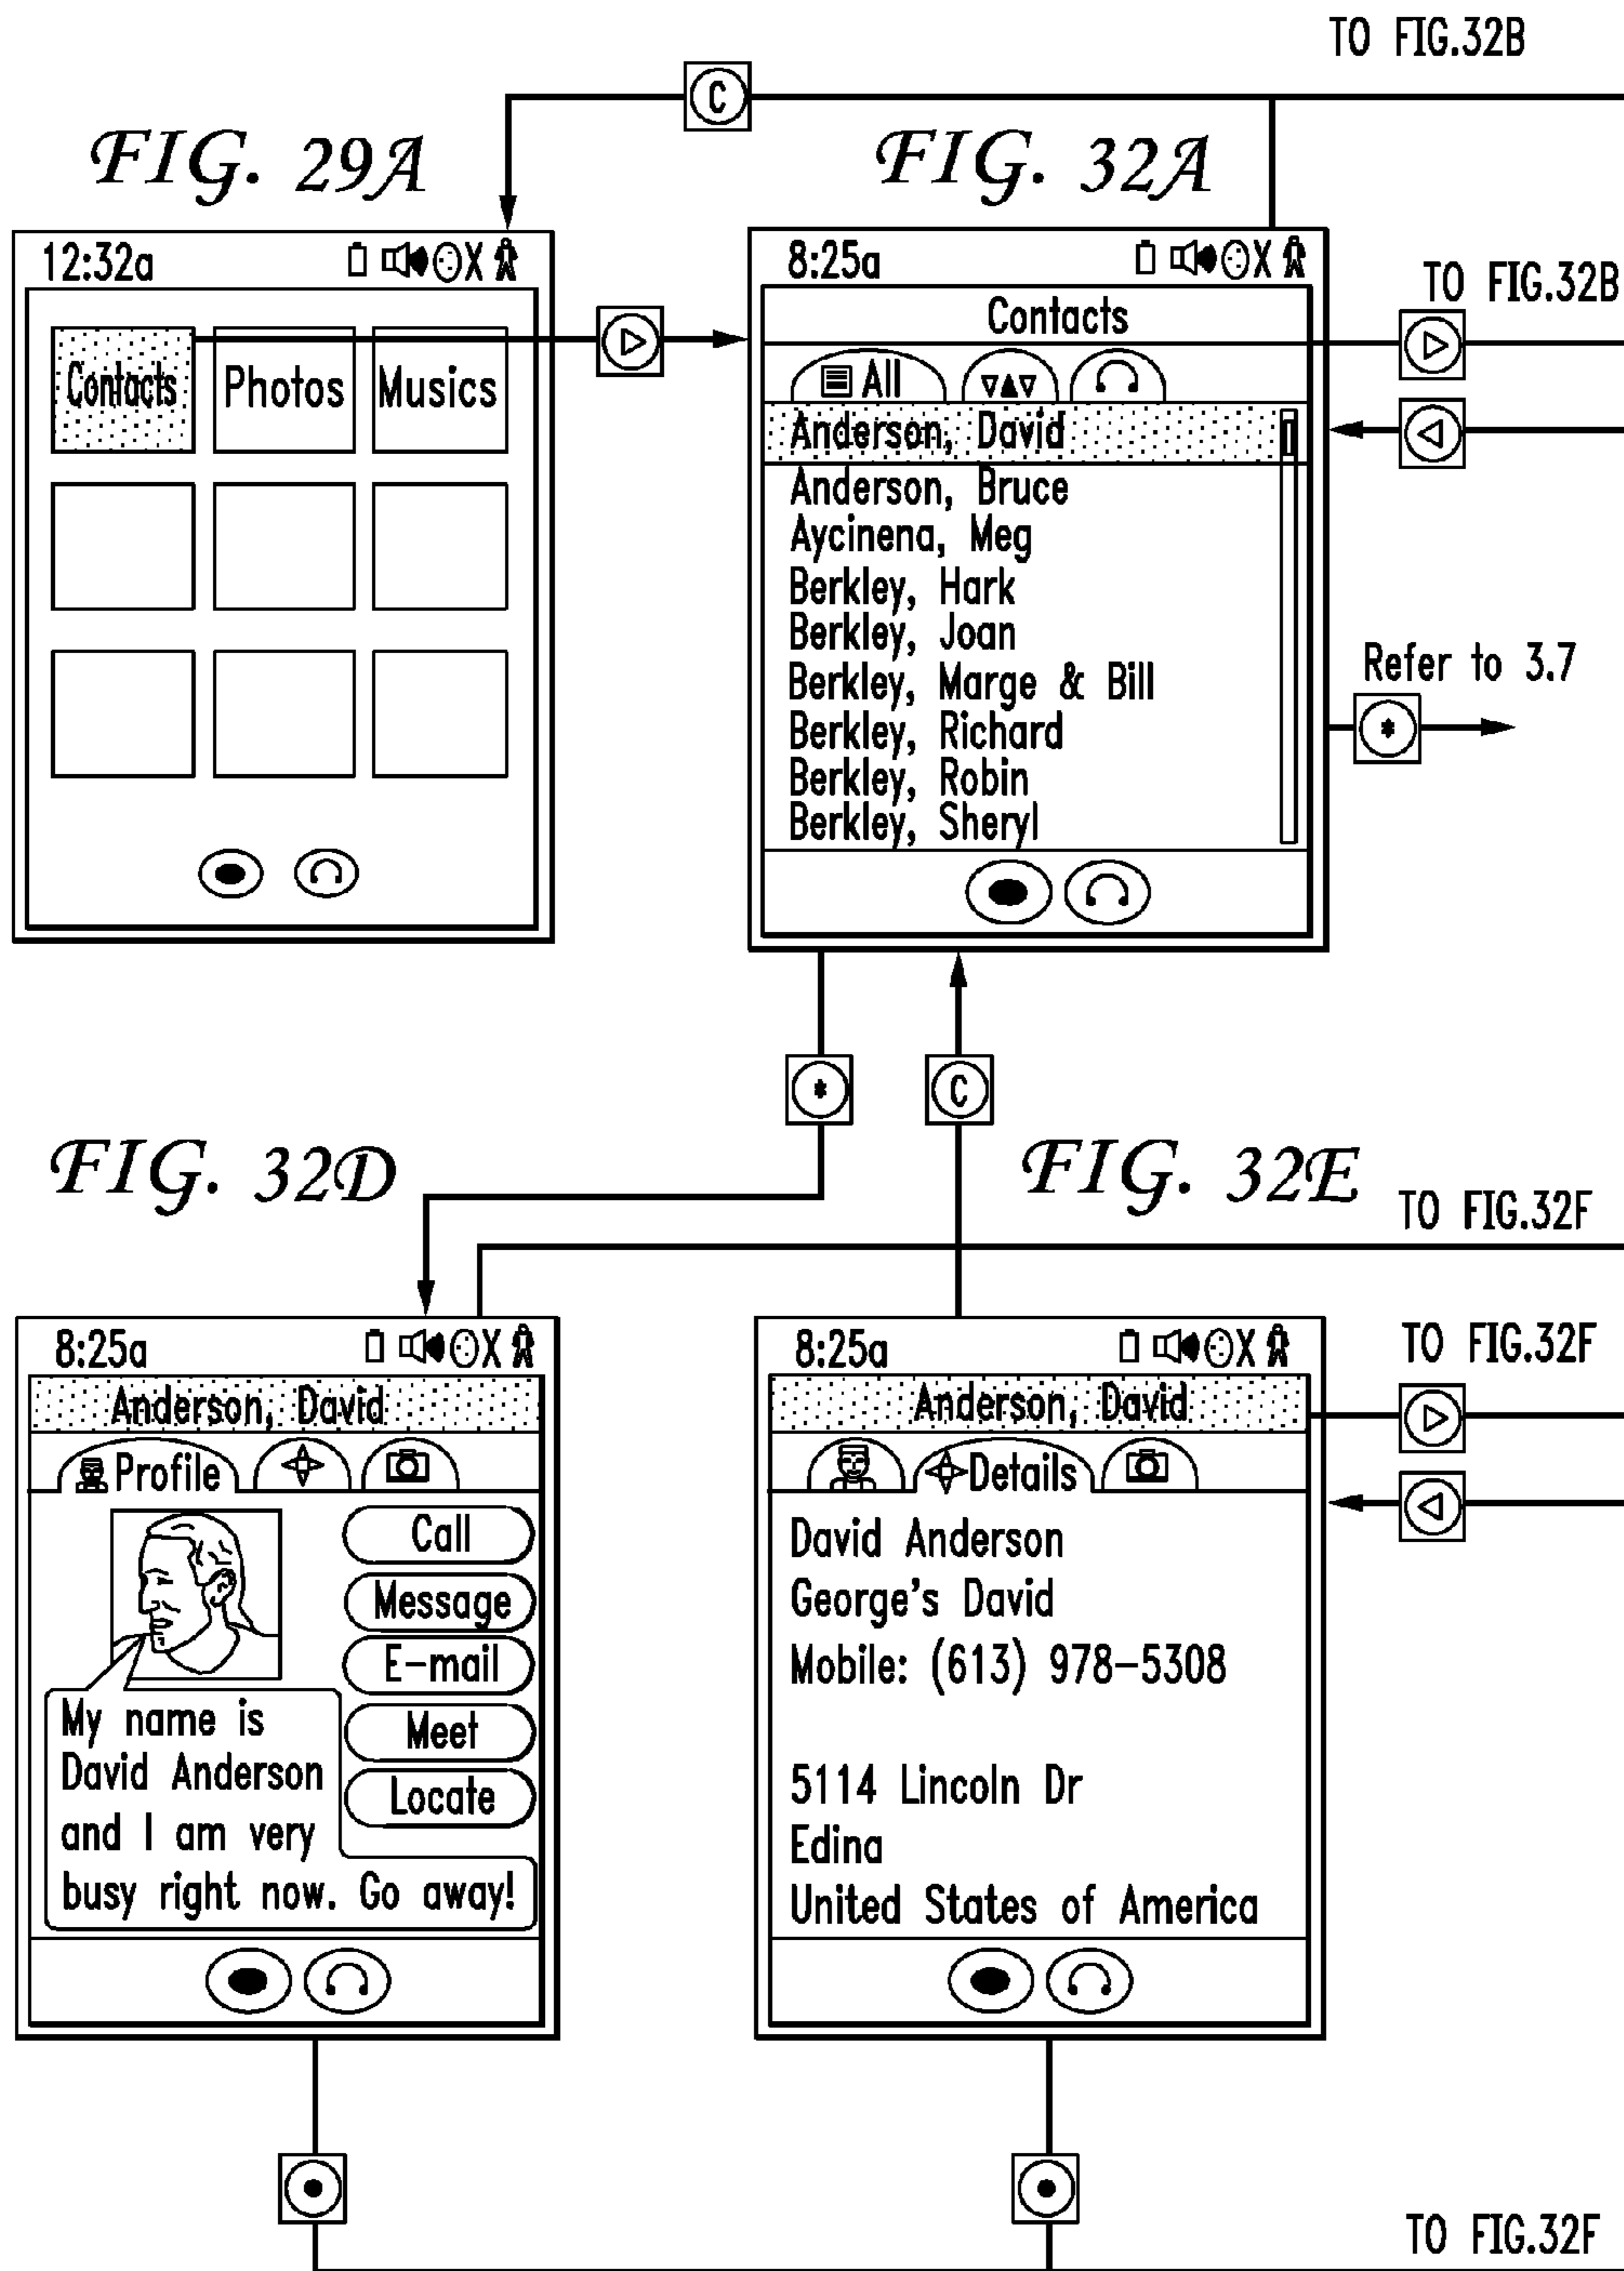 TO FIG.32B
C
FIG. 29A
FIG. 32A
12:32a
X
Contacts
Photos
Musics
8:25a
X
Contacts
All
Anderson, David
Anderson, Bruce
Aycinena, Meg
Berkley, Hark
Berkley, Joan
Berkley, Marge & Bill
Berkley, Richard
Berkley, Robin
Berkley, Sheryl
TO FIG.32B
Refer to 3.7
*
*
C
FIG. 32D
FIG. 32E
TO FIG.32F
8:25a
X
Anderson, David
Profile
Call
Message
E-mail
Meet
Locate
My name is
David Anderson
and I am very
busy right now. Go away!
8:25a
X
Anderson, David
Details
David Anderson
George's David
Mobile: (613) 978-5308
5114 Lincoln Dr
Edina
United States of America
TO FIG.32F
TO FIG.32F